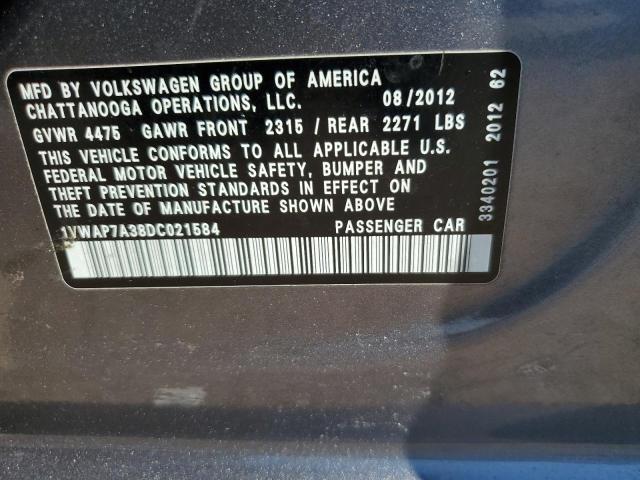 MFD BY VOLKSWAGEN GROUP OF AMERICA
CHATTANOOGA OPERATIONS, LLC. 08/2012
GVWR 4475 GAWR FRONT 2315 / REAR 2271 LBS
THIS VEHICLE CONFORMS TO ALL APPLICABLE U.S.
FEDERAL MOTOR VEHICLE SAFETY, BUMPER AND
THEFT PREVENTION STANDARDS IN EFFECT ON
THE DATE OF MANUFACTURE SHOWN ABOVE
1VWAP7A38DC021584 PASSENGER CAR
3340201 2012 62